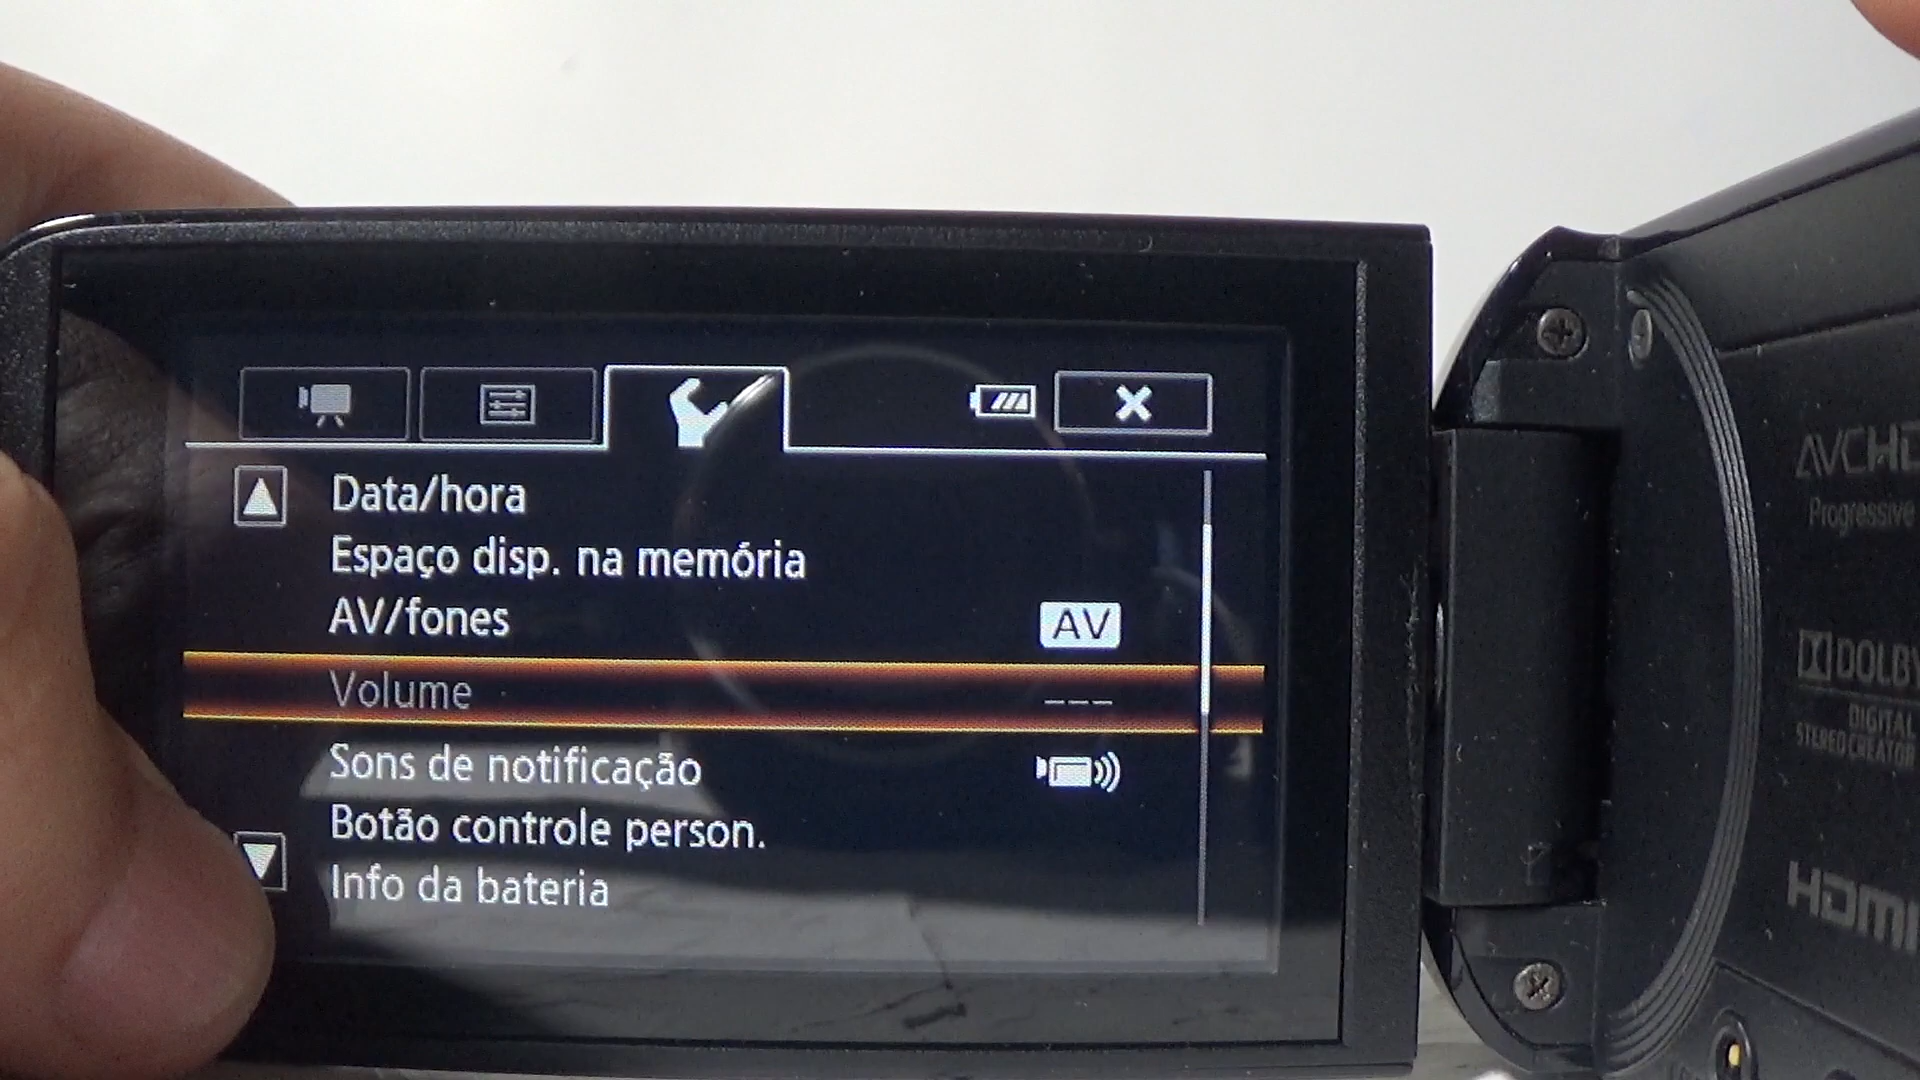 Data/hora
Espaço disp. na memória
AV/fones AV
Volume ---
Sons de notificação
Botão controle person.
Info da bateria
AVCHD
Progressive
DOLBY
DIGITAL
STEREO CREATOR
HDMI